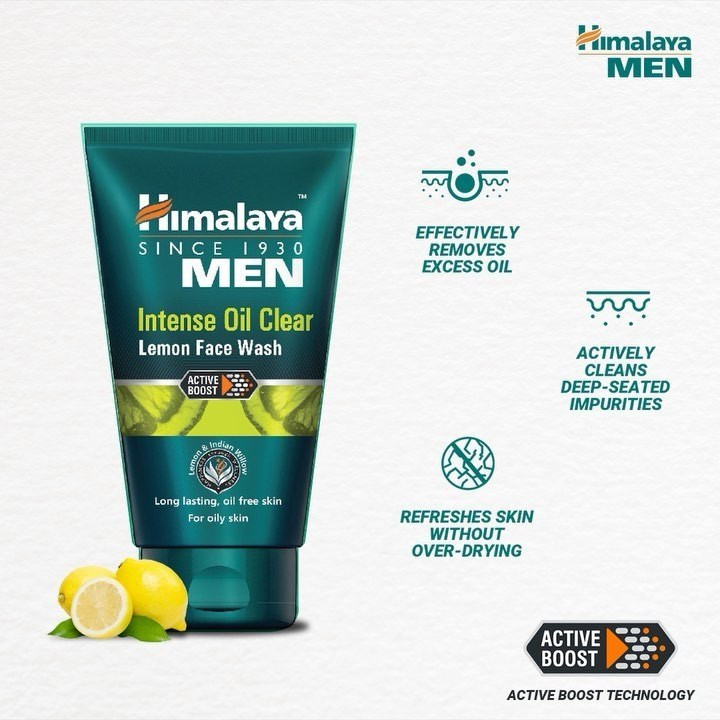 Himalaya
MEN
Himalaya™
SINCE 1930
MEN
Intense Oil Clear
Lemon Face Wash
ACTIVE
BOOST
Lemon & Indian Willow
Long lasting, oil free skin
For oily skin
EFFECTIVELY
REMOVES
EXCESS OIL
ACTIVELY
CLEANS
DEEP-SEATED
IMPURITIES
REFRESHES SKIN
WITHOUT
OVER-DRYING
ACTIVE
BOOST
ACTIVE BOOST TECHNOLOGY